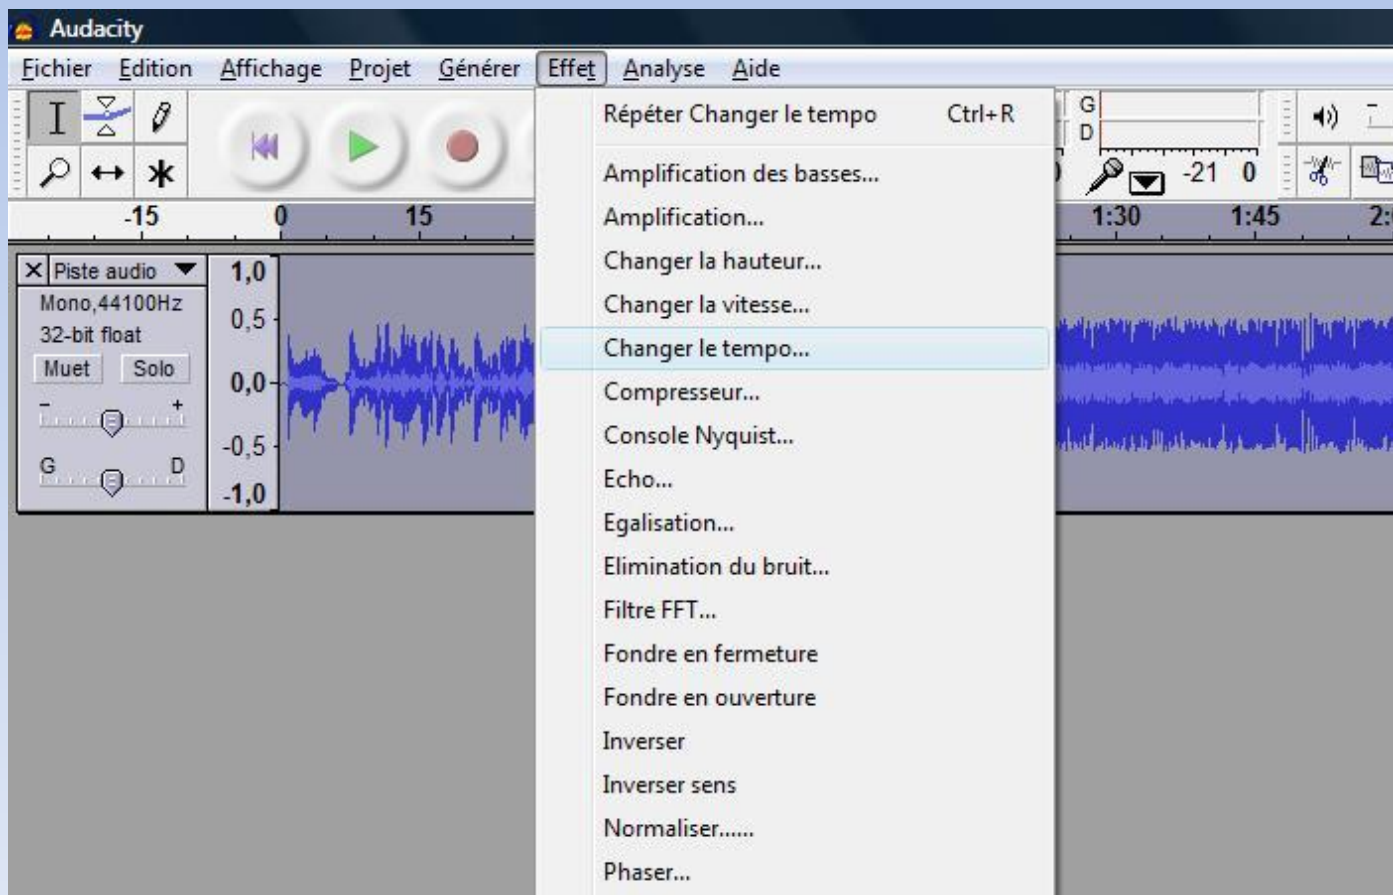 Audacity
Fichier Edition Affichage Projet Générer Effet Analyse Aide
Répéter Changer le tempo Ctrl+R
Amplification des basses...
Amplification...
Changer la hauteur...
Changer la vitesse...
Changer le tempo...
Compresseur...
Console Nyquist...
Echo...
Egalisation...
Elimination du bruit...
Filtre FFT...
Fondre en fermeture
Fondre en ouverture
Inverser
Inverser sens
Normaliser......
Phaser...
G
D
-21 0
-15 0 15 1:30 1:45
Piste audio
Mono,44100Hz
32-bit float
Muet Solo
- +
G D
1,0
0,5
0,0
-0,5
-1,0